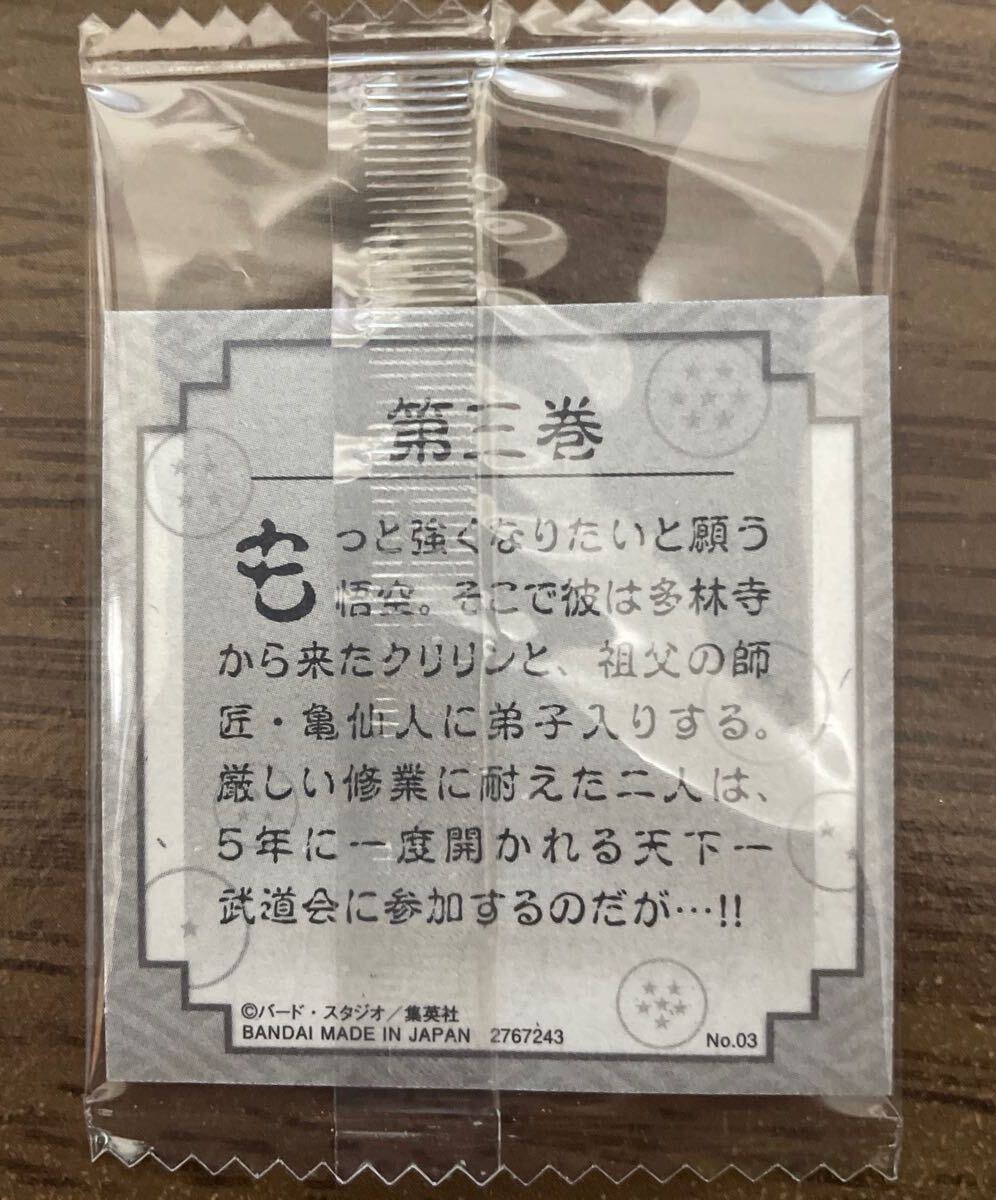 第三巻
もっと強くなりたいと願う
悟空。そこで彼は多林寺
から来たクリリンと、祖父の師
匠・亀仙人に弟子入りする。
厳しい修業に耐えた二人は、
5年に一度開かれる天下一
武道会に参加するのだが…!!
©バード・スタジオ／集英社
BANDAI MADE IN JAPAN 2767243
No.03